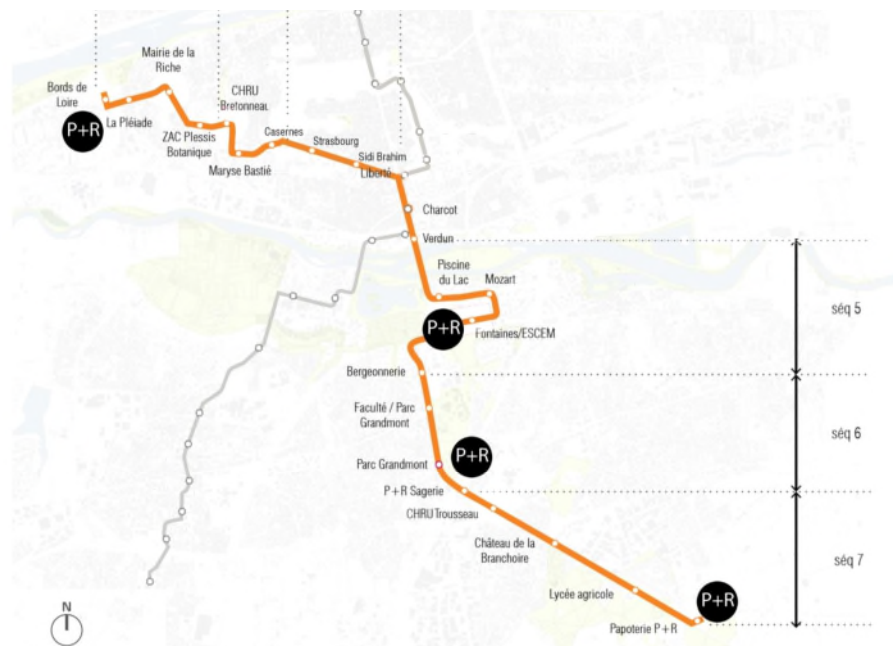 Mairie de la
Riche
Bords de
Loire
P+R
La Pléiade
CHRU
Bretonneau
ZAC Plessis
Botanique
Casernes
Maryse Bastié
Strasbourg
Sidi Brahim
Liberté
Charcot
Verdun
Piscine
du Lac
Mozart
séq 5
P+R
Fontaines/ESCEM
Bergeonnerie
Faculté / Parc
Grandmont
séq 6
Parc Grandmont
P+R
P+R Sagerie
CHRU Trousseau
Château de la
Branchoire
séq 7
Lycée agricole
P+R
Papoterie P+R
N